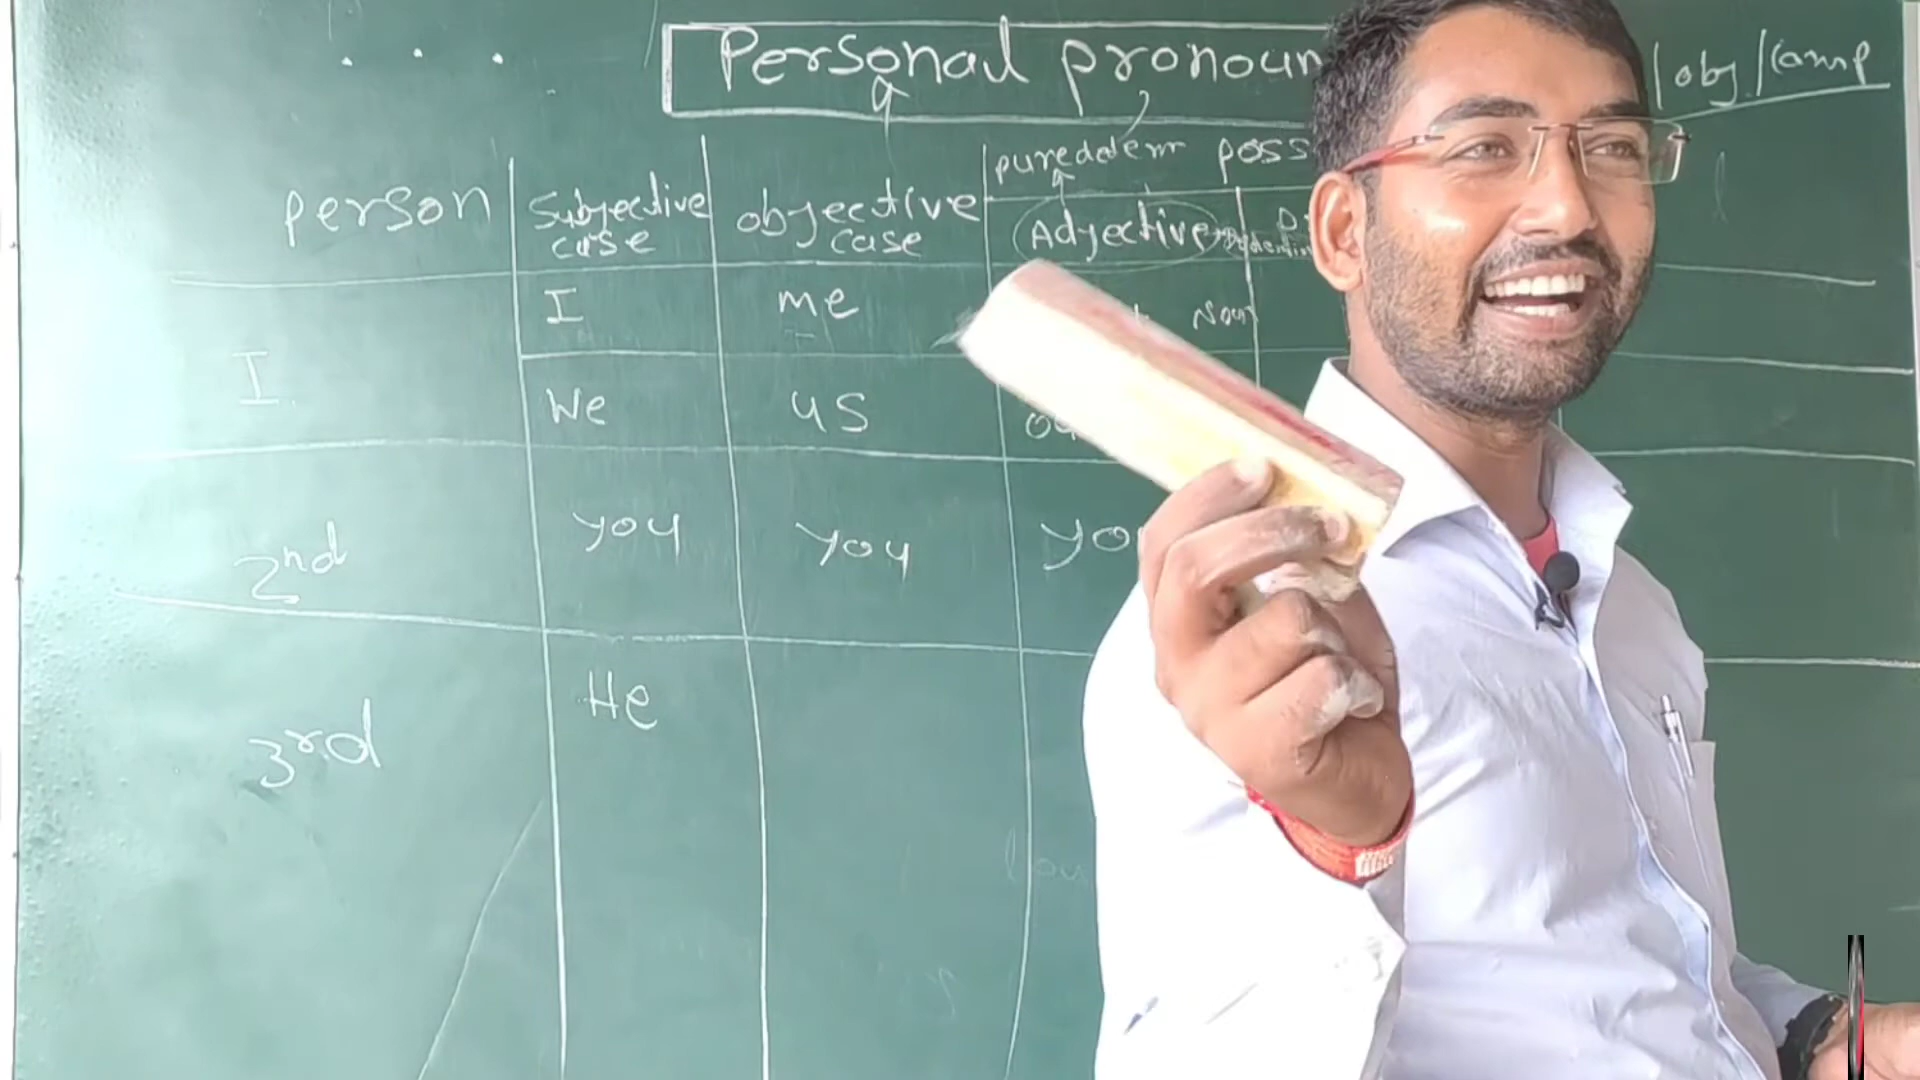 Personal pronoun
/ obj / Comp
person
Subjective case
objective case
poss
Adjective
I
me
Noun
I.
We
us
2nd
you
you
3rd
He